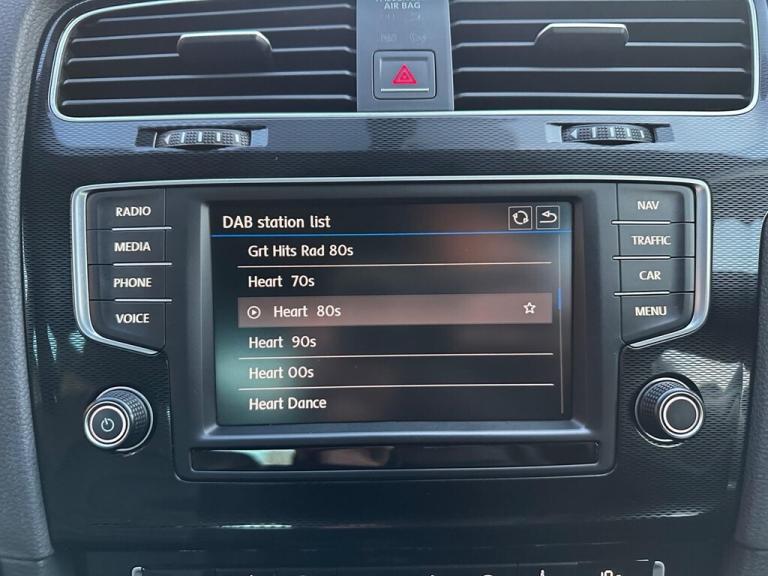 AIR BAG
RADIO
MEDIA
PHONE
VOICE
DAB station list
Grt Hits Rad 80s
Heart 70s
Heart 80s
Heart 90s
Heart 00s
Heart Dance
NAV
TRAFFIC
CAR
MENU